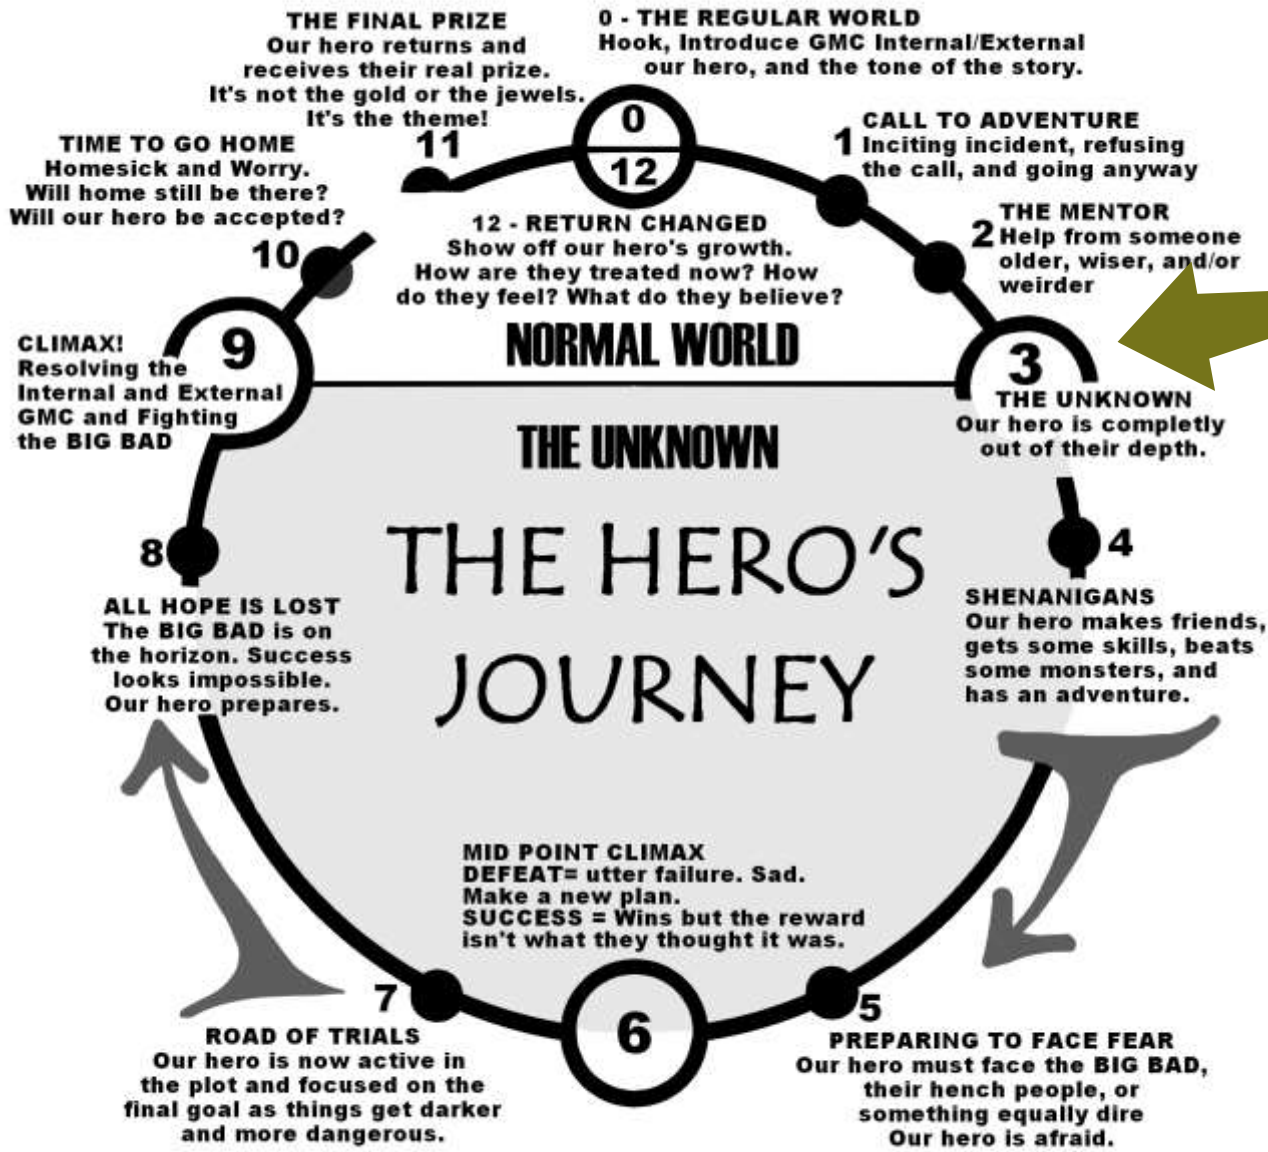 0 - THE REGULAR WORLD
Hook, Introduce GMC Internal/External
our hero, and the tone of the story.
0
12
1
CALL TO ADVENTURE
Inciting incident, refusing
the call, and going anyway
2
THE MENTOR
Help from someone
older, wiser, and/or
weirder
3
THE UNKNOWN
Our hero is completly
out of their depth.
4
SHENANIGANS
Our hero makes friends,
gets some skills, beats
some monsters, and
has an adventure.
5
PREPARING TO FACE FEAR
Our hero must face the BIG BAD,
their hench people, or
something equally dire
Our hero is afraid.
MID POINT CLIMAX
DEFEAT= utter failure. Sad.
Make a new plan.
SUCCESS = Wins but the reward
isn't what they thought it was.
6
7
ROAD OF TRIALS
Our hero is now active in
the plot and focused on the
final goal as things get darker
and more dangerous.
8
ALL HOPE IS LOST
The BIG BAD is on
the horizon. Success
looks impossible.
Our hero prepares.
9
CLIMAX!
Resolving the
Internal and External
GMC and Fighting
the BIG BAD
TIME TO GO HOME
Homesick and Worry.
Will home still be there?
Will our hero be accepted?
10
THE FINAL PRIZE
Our hero returns and
receives their real prize.
It's not the gold or the jewels.
It's the theme!
11
12 - RETURN CHANGED
Show off our hero's growth.
How are they treated now? How
do they feel? What do they believe?
NORMAL WORLD
THE UNKNOWN
THE HERO'S
JOURNEY